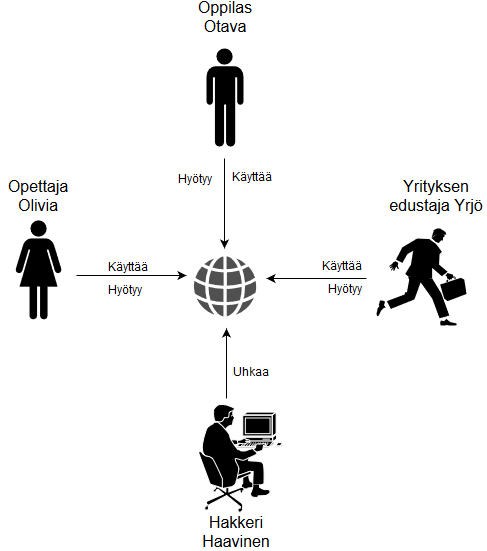 Oppilas
Otava
Hyötyy
Käyttää
Opettaja
Olivia
Käyttää
Hyötyy
Yrityksen
edustaja Yrjö
Käyttää
Hyötyy
Uhkaa
Hakkeri
Haavinen